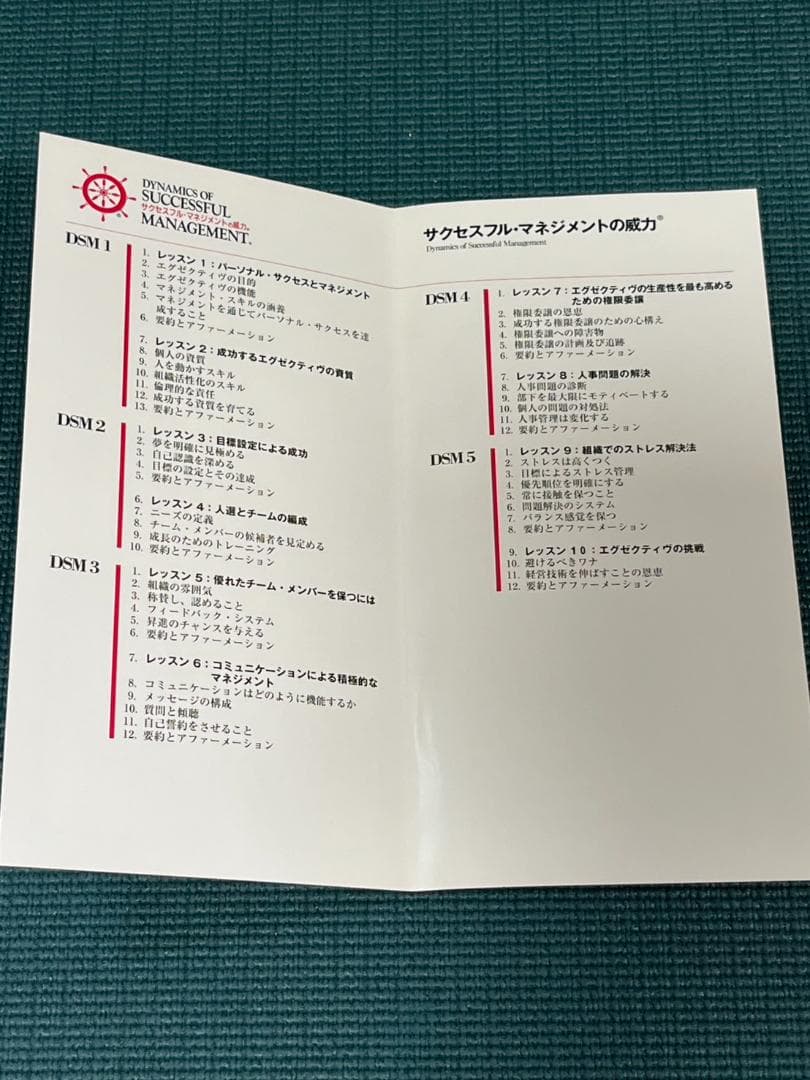 DYNAMICS OF
SUCCESSFUL
サクセスフル・マネジメントの威力®
MANAGEMENT®
DSM 1
1. レッスン 1：パーソナル・サクセスとマネジメント
2. エグゼクティヴの目的
3. エグゼクティヴの機能
4. マネジメント・スキルの涵養
5. マネジメントを通じてパーソナル・サクセスを達
成すること
6. 要約とアファーメーション
7. レッスン 2：成功するエグゼクティヴの資質
8. 個人の資質
9. 人を動かすスキル
10. 組織活性化のスキル
11. 倫理的な責任
12. 成功する資質を育てる
13. 要約とアファーメーション
DSM 2
1. レッスン 3：目標設定による成功
2. 夢を明確に見極める
3. 自己認識を深める
4. 目標の設定とその達成
5. 要約とアファーメーション
6. レッスン 4：人選とチームの編成
7. ニーズの定義
8. チーム・メンバーの候補者を見定める
9. 成長のためのトレーニング
10. 要約とアファーメーション
DSM 3
1. レッスン 5：優れたチーム・メンバーを保つには
2. 組織の雰囲気
3. 称賛し、認めること
4. フィードバック・システム
5. 昇進のチャンスを与える
6. 要約とアファーメーション
7. レッスン 6：コミュニケーションによる積極的な
マネジメント
8. コミュニケーションはどのように機能するか
9. メッセージの構成
10. 質問と傾聴
11. 自己誓約をさせること
12. 要約とアファーメーション
サクセスフル・マネジメントの威力®
Dynamics of Successful Management
DSM 4
1. レッスン 7：エグゼクティヴの生産性を最も高める
ための権限委譲
2. 権限委譲の恩恵
3. 成功する権限委譲のための心構え
4. 権限委譲への障害物
5. 権限委譲の計画及び追跡
6. 要約とアファーメーション
7. レッスン 8：人事問題の解決
8. 人事問題の診断
9. 部下を最大限にモティベートする
10. 個人の問題の対処法
11. 人事管理は変化する
12. 要約とアファーメーション
DSM 5
1. レッスン 9：組織でのストレス解決法
2. ストレスは高くつく
3. 目標によるストレス管理
4. 優先順位を明確にする
5. 常に接触を保つこと
6. 問題解決のシステム
7. バランス感覚を保つ
8. 要約とアファーメーション
9. レッスン 10：エグゼクティヴの挑戦
10. 避けるべきワナ
11. 経営技術を伸ばすことの恩恵
12. 要約とアファーメーション